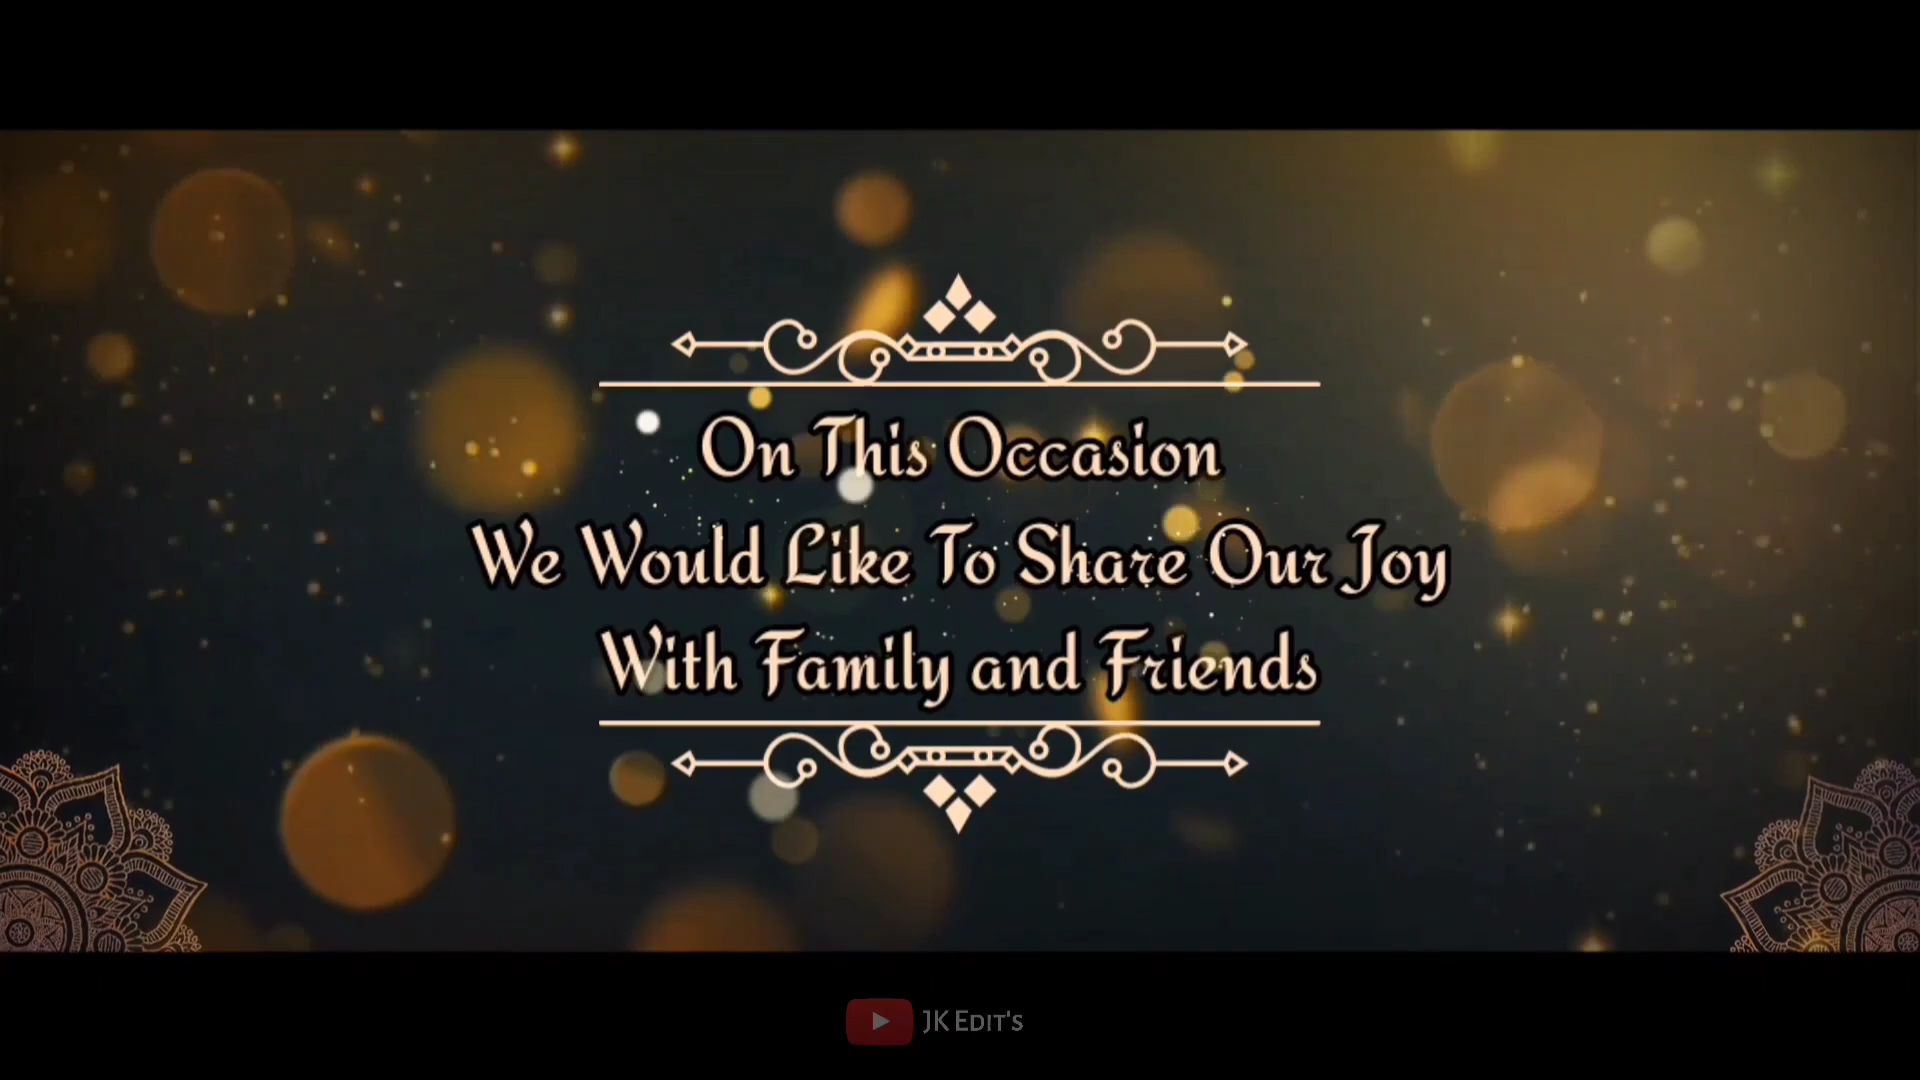 On This Occasion
We Would Like To Share Our Joy
With Family and Friends
JK EDIT'S